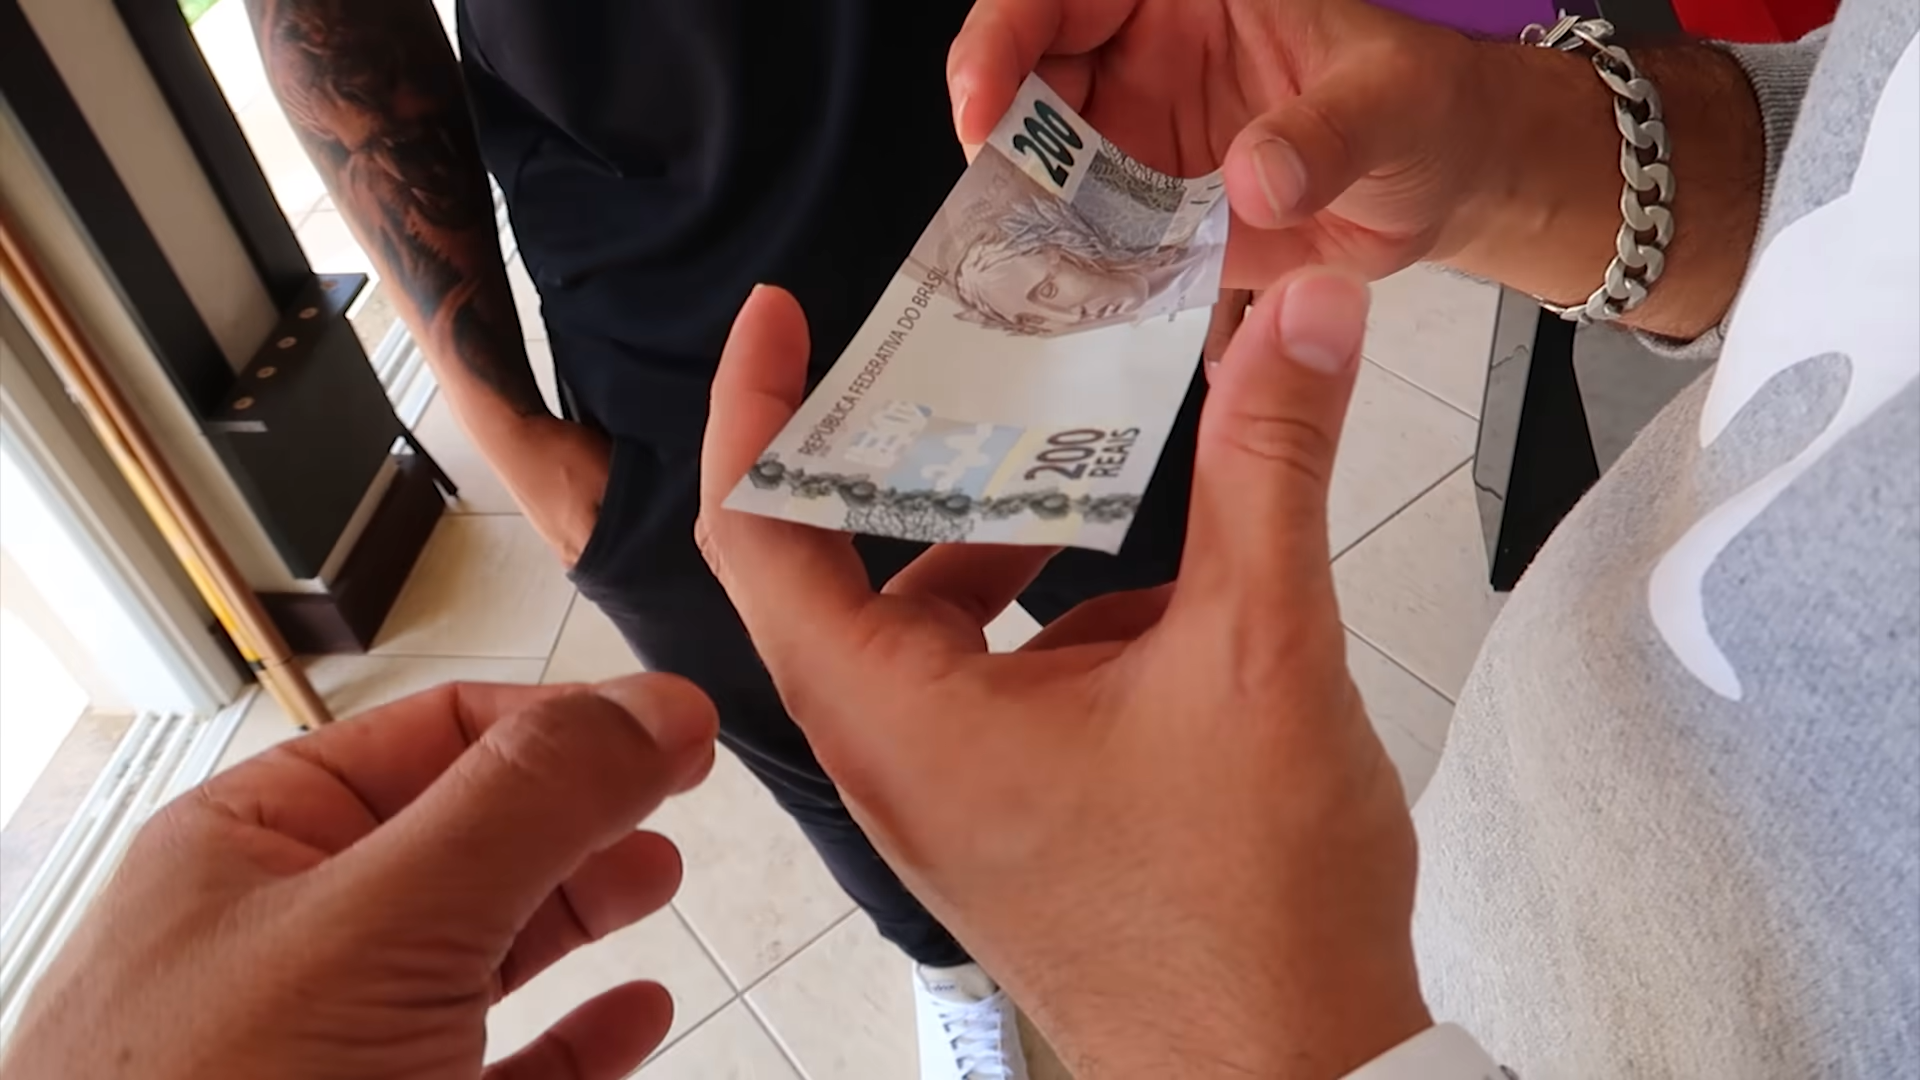 200
REPÚBLICA FEDERATIVA DO BRASIL
200
REAIS